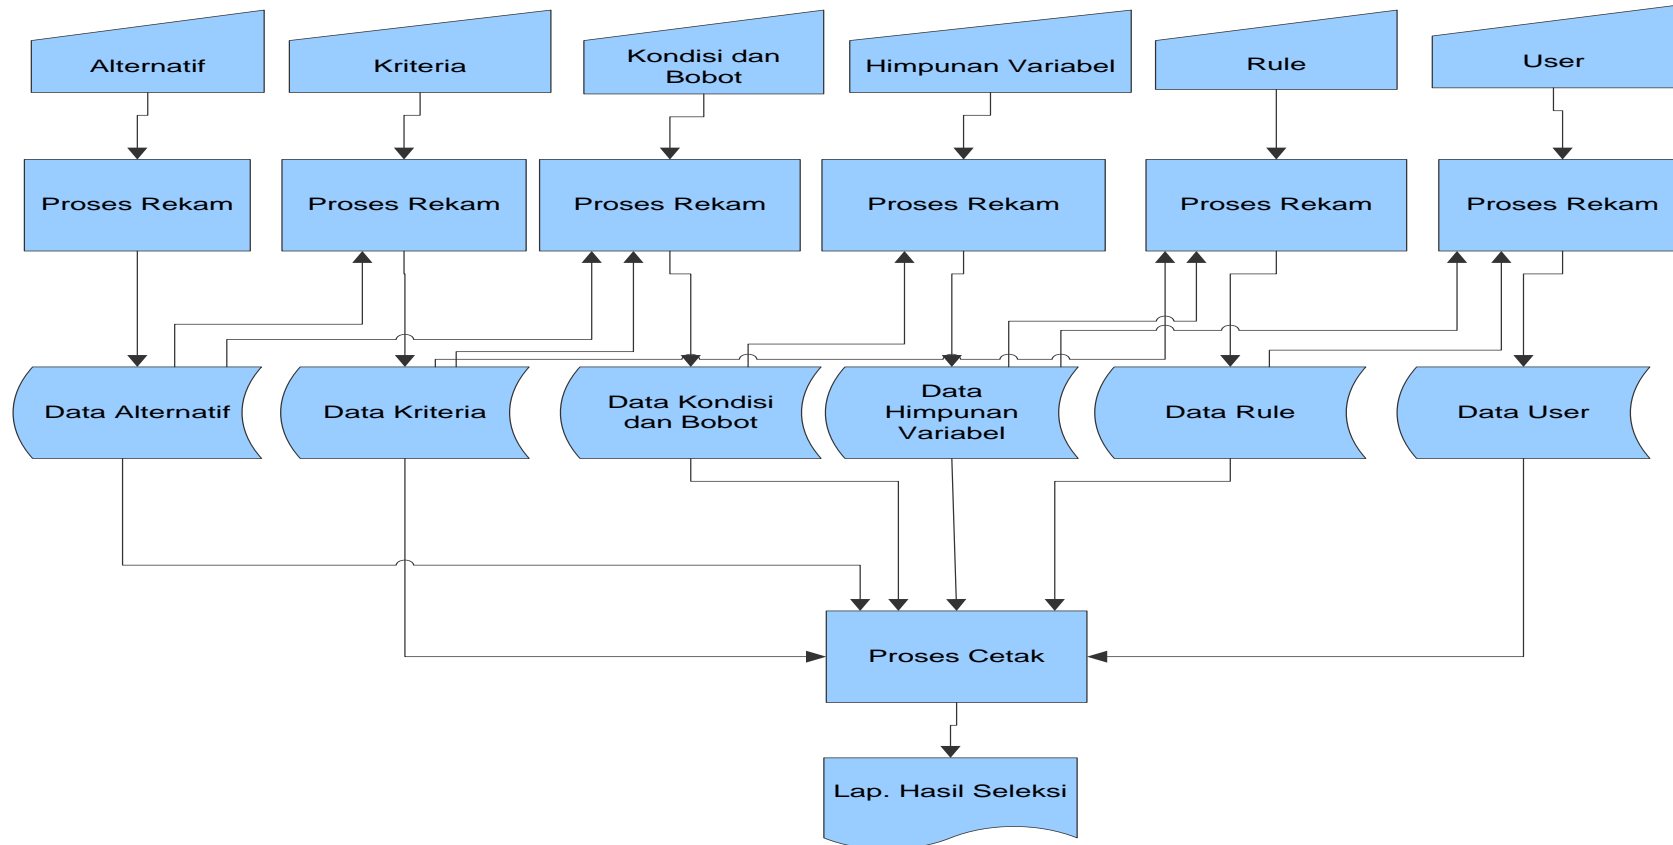 Alternatif
Kriteria
Kondisi dan
Bobot
Himpunan Variabel
Rule
User
Proses Rekam
Proses Rekam
Proses Rekam
Proses Rekam
Proses Rekam
Proses Rekam
Data Alternatif
Data Kriteria
Data Kondisi
dan Bobot
Data
Himpunan
Variabel
Data Rule
Data User
Proses Cetak
Lap. Hasil Seleksi